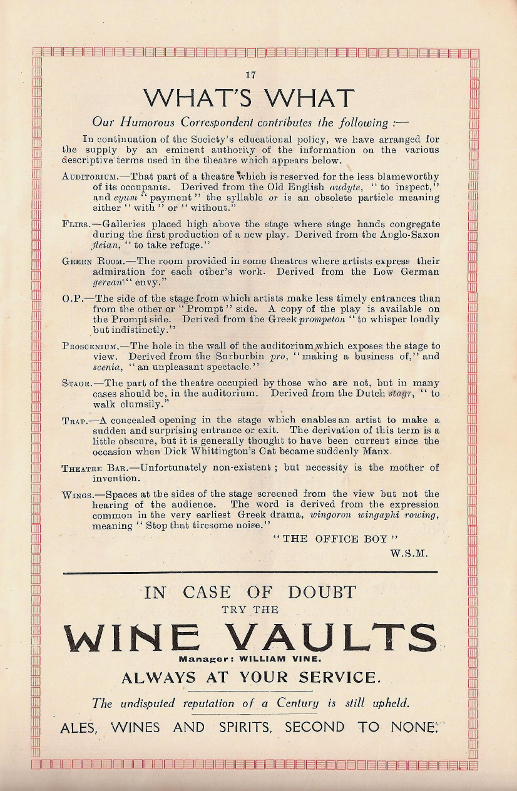 17
WHAT'S WHAT
Our Humorous Correspondent contributes the following :—
In continuation of the Society's educational policy, we have arranged for
the supply by an eminent authority of the information on the various
descriptive terms used in the theatre which appears below.
AUDITORIUM.—That part of a theatre which is reserved for the less blameworthy
of its occupants. Derived from the Old English audyte, " to inspect,"
and eyum " payment " the syllable or is an obsolete particle meaning
either " with " or " without."
FLIES.—Galleries placed high above the stage where stage hands congregate
during the first production of a new play. Derived from the Anglo-Saxon
fleian, " to take refuge."
GREEN ROOM.—The room provided in some theatres where artists express their
admiration for each other's work. Derived from the Low German
gerean " envy."
O.P.—The side of the stage from which artists make less timely entrances than
from the other or " Prompt " side. A copy of the play is available on
the Prompt side. Derived from the Greek prompeton " to whisper loudly
but indistinctly."
PROSCENIUM.—The hole in the wall of the auditorium which exposes the stage to
view. Derived from the Surburbin pro, " making a business of," and
scenia, " an unpleasant spectacle."
STAGE.—The part of the theatre occupied by those who are not, but in many
cases should be, in the auditorium. Derived from the Dutch " to
walk clumsily."
TRAP.—A concealed opening in the stage which enables an artist to make a
sudden and surprising entrance or exit. The derivation of this term is a
little obscure, but it is generally thought to have been current since the
occasion when Dick Whittington's Cat became suddenly Manx.
THEATRE BAR.—Unfortunately non-existent ; but necessity is the mother of
invention.
WINGS.—Spaces at the sides of the stage screened from the view but not the
hearing of the audience. The word is derived from the expression
common in the very earliest Greek drama, wingoron wingaphi rowing,
meaning " Stop that tiresome noise."
" THE OFFICE BOY "
W.S.M.
IN CASE OF DOUBT
TRY THE
WINE VAULTS
Manager: WILLIAM VINE.
ALWAYS AT YOUR SERVICE.
The undisputed reputation of a Century is still upheld.
ALES, WINES AND SPIRITS, SECOND TO NONE.